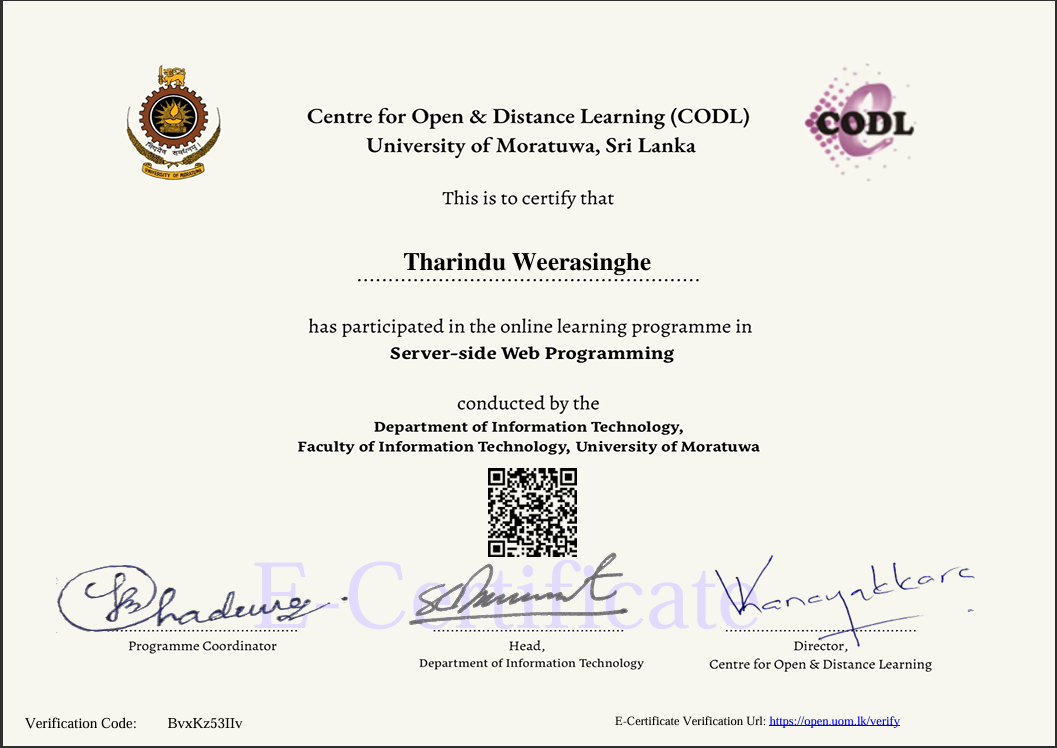 Centre for Open & Distance Learning (CODL)
University of Moratuwa, Sri Lanka
UNIVERSITY OF MORATUWA
CODL
This is to certify that
Tharindu Weerasinghe
has participated in the online learning programme in
Server-side Web Programming
conducted by the
Department of Information Technology,
Faculty of Information Technology, University of Moratuwa
E-Certificate
Programme Coordinator
Head,
Department of Information Technology
Director,
Centre for Open & Distance Learning
Verification Code: BvxKz53IIv
E-Certificate Verification Url: https://open.uom.lk/verify